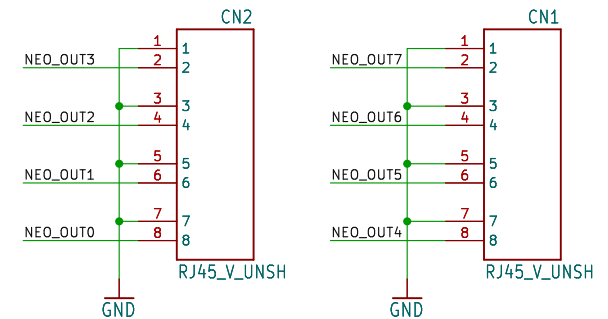 CN2
1 1
NEO_OUT3 2 2
3 3
NEO_OUT2 4 4
5 5
NEO_OUT1 6 6
7 7
NEO_OUT0 8 8
RJ45_V_UNSH
GND
CN1
1 1
NEO_OUT7 2 2
3 3
NEO_OUT6 4 4
5 5
NEO_OUT5 6 6
7 7
NEO_OUT4 8 8
RJ45_V_UNSH
GND